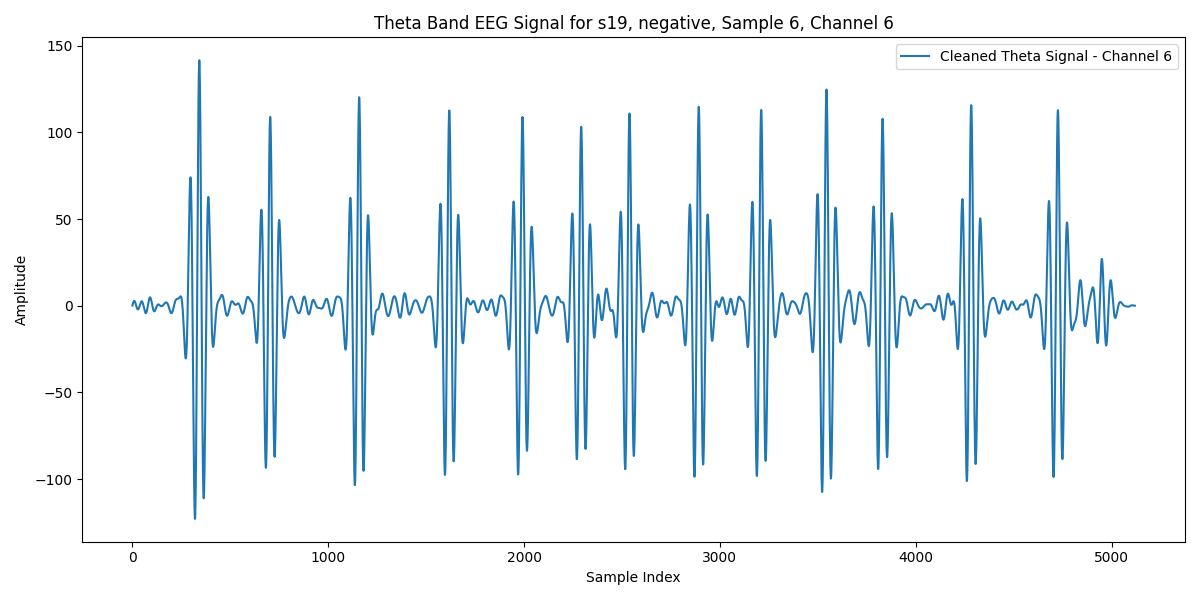 Theta Band EEG Signal for s19, negative, Sample 6, Channel 6
Cleaned Theta Signal - Channel 6
150
100
50
0
−50
−100
Amplitude
0 1000 2000 3000 4000 5000
Sample Index